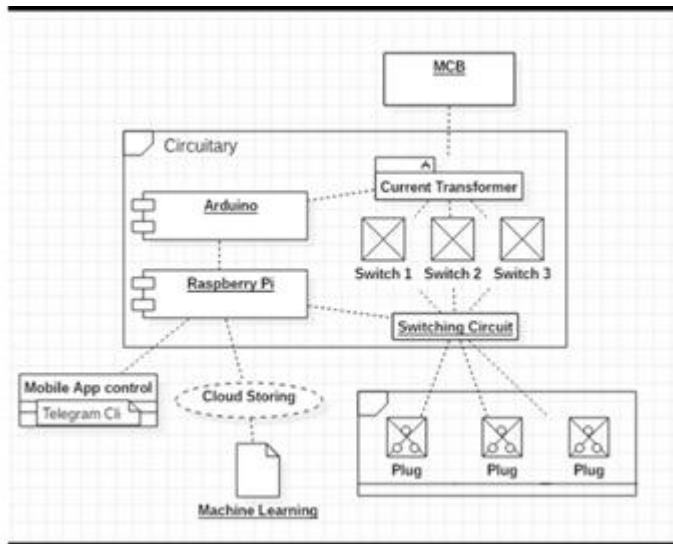 MCB
Circuitary
Current Transformer
Arduino
Switch 1 Switch 2 Switch 3
Raspberry Pi
Switching Circuit
Mobile App control
Telegram Cli
Cloud Storing
Plug Plug Plug
Machine Learning